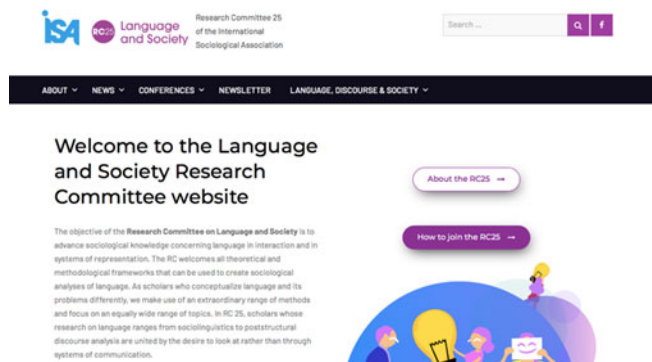 ISA
RC25
Language
and Society
Research Committee 25
of the International
Sociological Association
Search ...
ABOUT NEWS CONFERENCES NEWSLETTER LANGUAGE, DISCOURSE & SOCIETY
Welcome to the Language
and Society Research
Committee website
The objective of the Research Committee on Language and Society is to
advance sociological knowledge concerning language in interaction and in
systems of representation. The RC welcomes all theoretical and
methodological frameworks that can be used to create sociological
analyses of language. As scholars who conceptualize language and its
problems differently, we make use of an extraordinary range of methods
and focus on an equally wide range of topics. In RC 25, scholars whose
research on language ranges from sociolinguistics to poststructural
discourse analysis are united by the desire to look at rather than through
systems of communication.
About the RC25 →
How to join the RC25 →